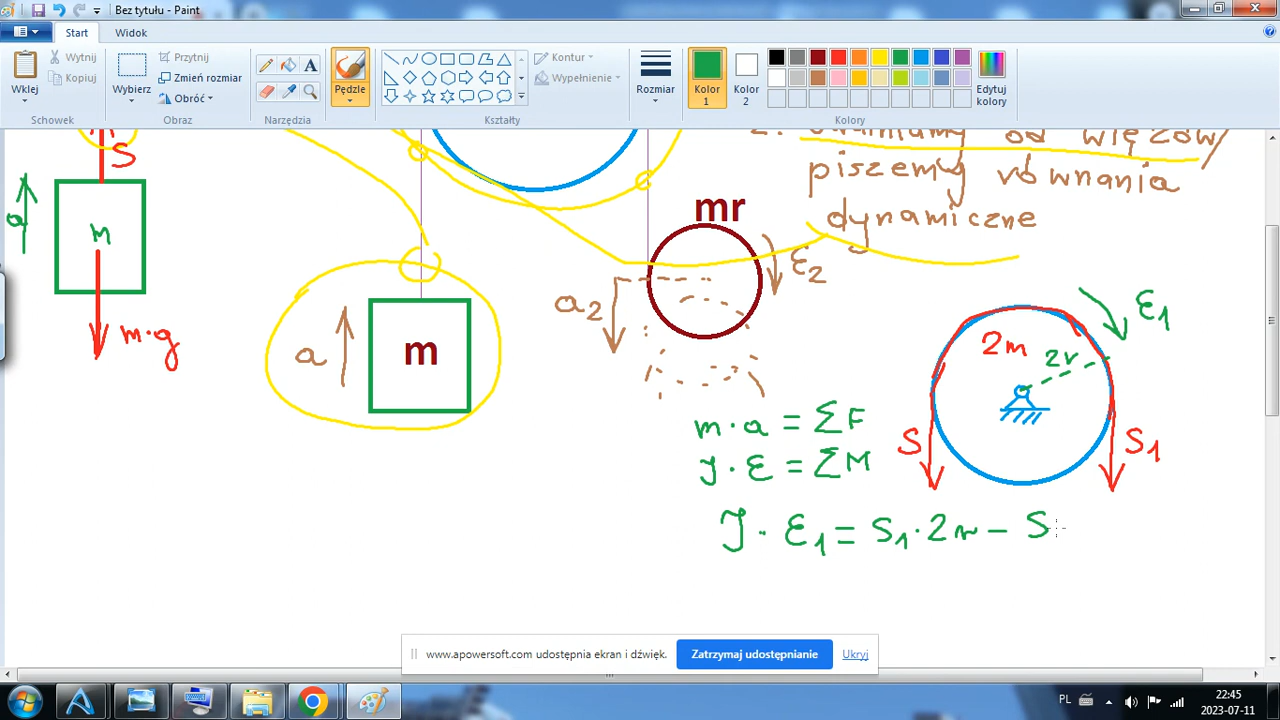 Bez tytułu - Paint
Start
Widok
Wklej
Wytnij
Kopiuj
Schowek
Wybierz
Przytnij
Zmień rozmiar
Obróć
Obraz
Narzędzia
Pędzle
Kształty
Kontur
Wypełnienie
Rozmiar
Kolor 1
Kolor 2
Edytuj kolory
Kolory
2. od więzów
piszemy równania
dynamiczne
S
a
m
m·g
a
m
mr
a2
ε2
ε1
2m
2r
S
S1
m·a = ΣF
J·ε = ΣM
J·ε1 = S1·2r − S
www.apowersoft.com udostępnia ekran i dźwięk.
Zatrzymaj udostępnianie
Ukryj
PL
22:45
2023-07-11